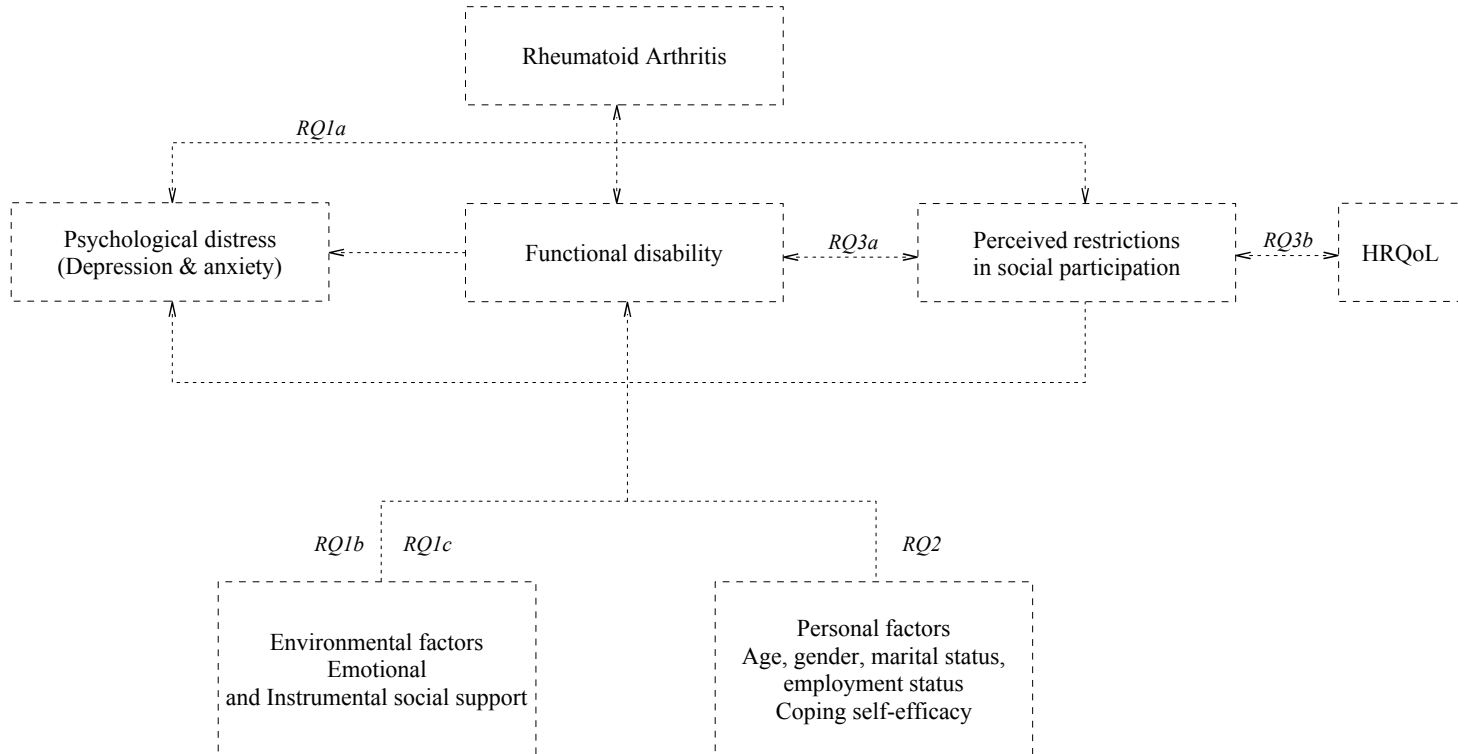 Rheumatoid Arthritis
RQ1a
Psychological distress
(Depression & anxiety)
Functional disability
RQ3a
Perceived restrictions
in social participation
RQ3b
HRQoL
RQ1b
RQ1c
RQ2
Environmental factors
Emotional
and Instrumental social support
Personal factors
Age, gender, marital status,
employment status
Coping self-efficacy